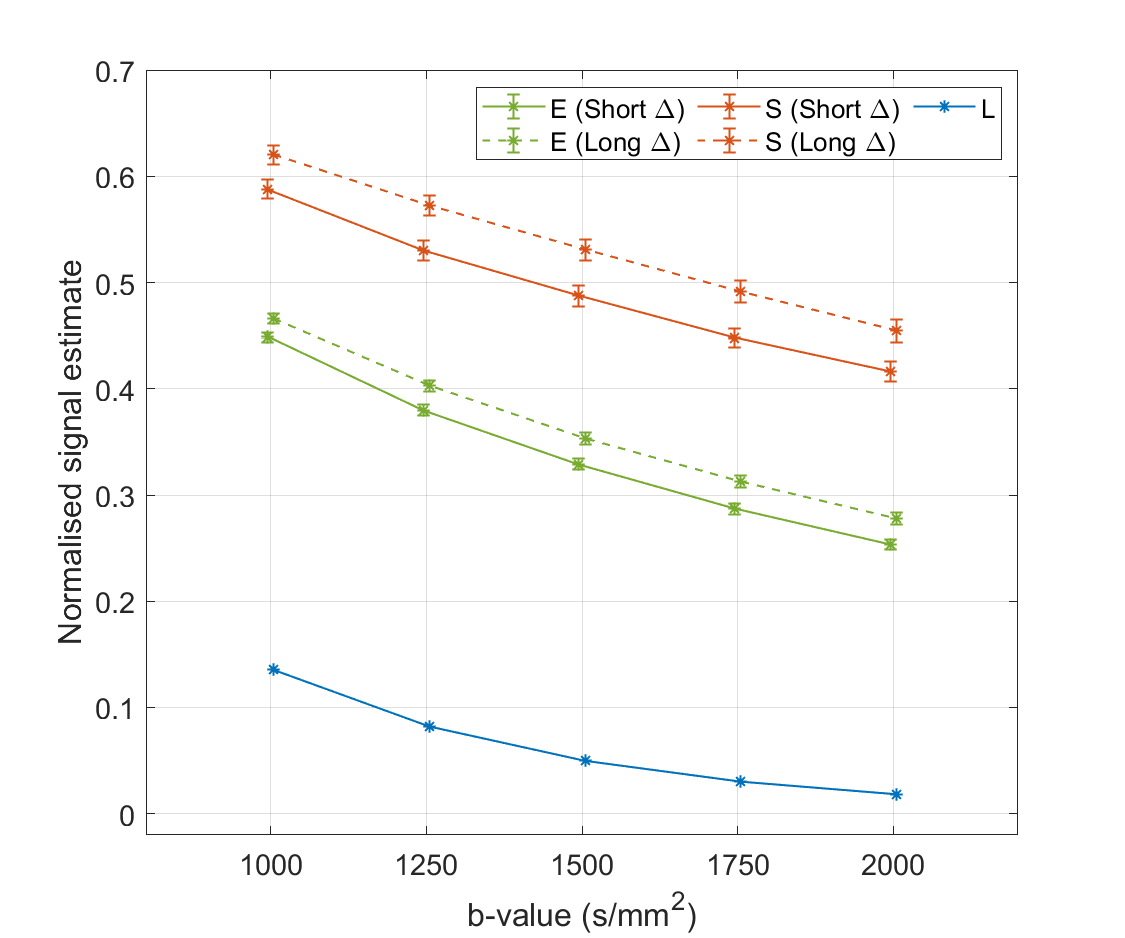 0.7
0.6
0.5
0.4
0.3
0.2
0.1
0
Normalised signal estimate
E (Short Δ) S (Short Δ) L
E (Long Δ) S (Long Δ)
1000 1250 1500 1750 2000
b-value (s/mm²)